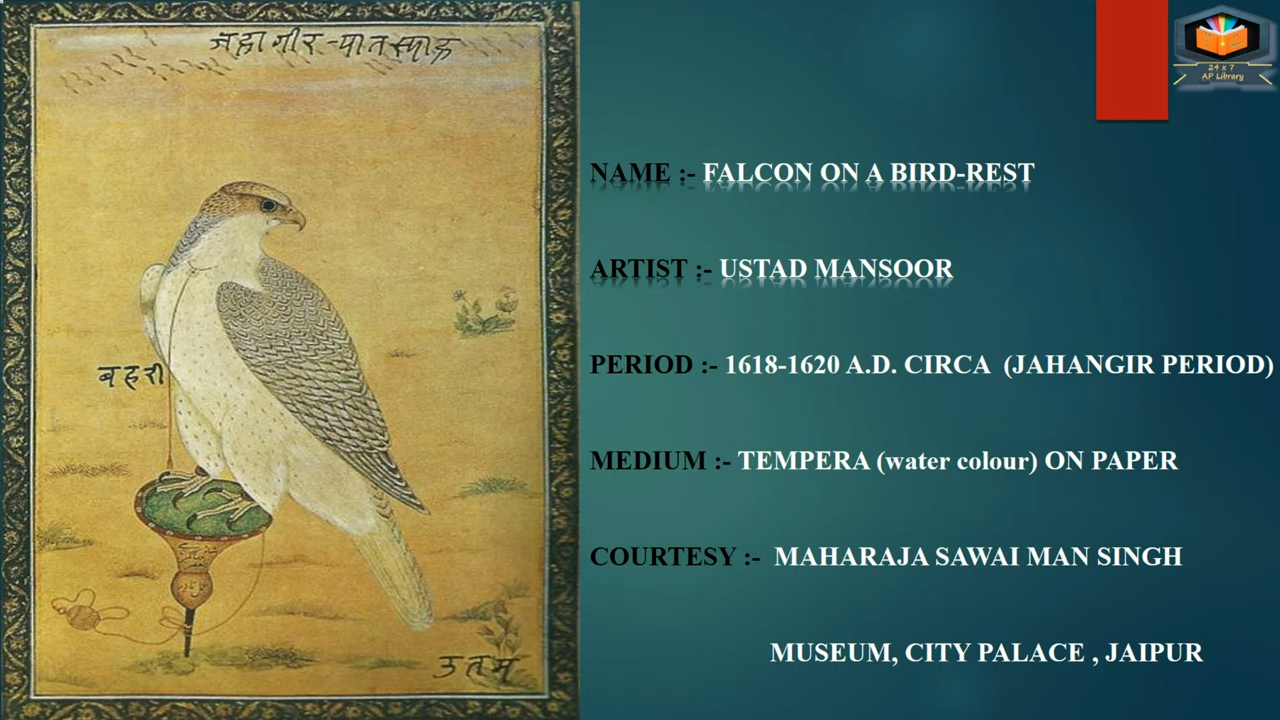 जहागीर-पातस्याह
बहरी
उतम
24 x 7
AP Library
NAME :- FALCON ON A BIRD-REST
ARTIST :- USTAD MANSOOR
PERIOD :- 1618-1620 A.D. CIRCA (JAHANGIR PERIOD)
MEDIUM :- TEMPERA (water colour) ON PAPER
COURTESY :- MAHARAJA SAWAI MAN SINGH
MUSEUM, CITY PALACE , JAIPUR